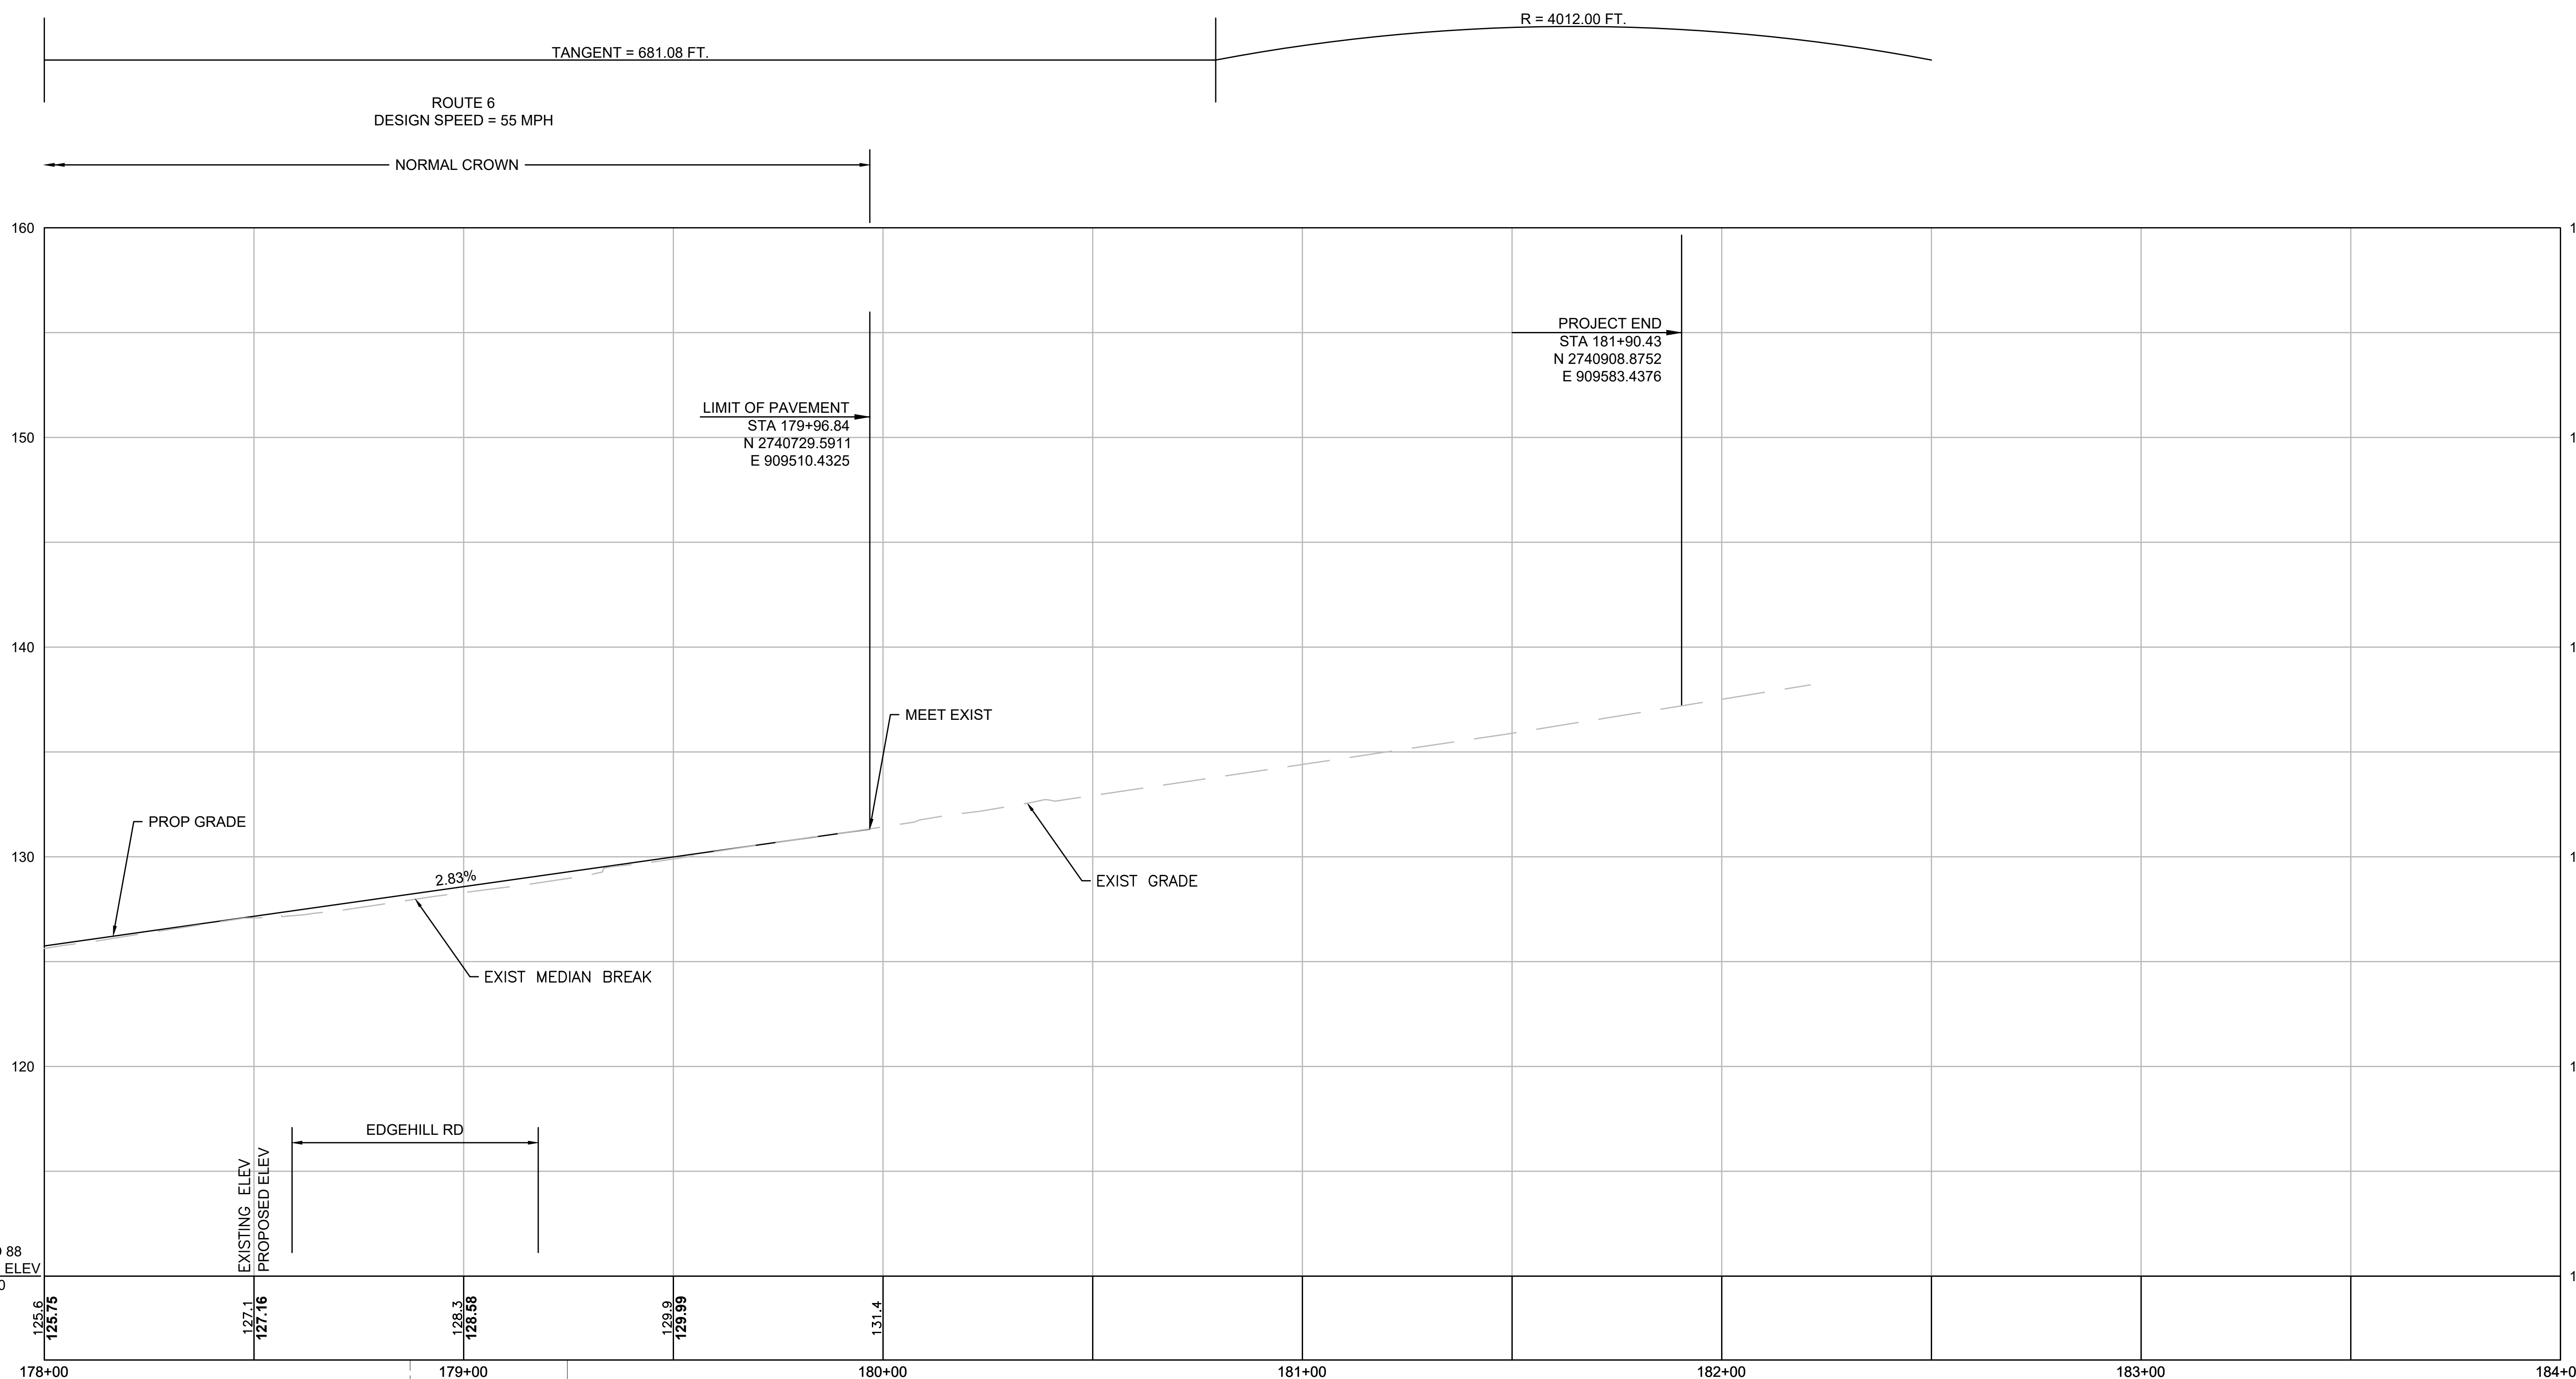 R = 4012.00 FT.
TANGENT = 681.08 FT.
ROUTE 6
DESIGN SPEED = 55 MPH
NORMAL CROWN
160
PROJECT END
STA 181+90.43
N 2740908.8752
E 909583.4376
LIMIT OF PAVEMENT
STA 179+96.84
N 2740729.5911
E 909510.4325
150
140
MEET EXIST
PROP GRADE
130
2.83%
EXIST GRADE
EXIST MEDIAN BREAK
120
EDGEHILL RD
EXISTING ELEV
PROPOSED ELEV
88
ELEV
125.6
125.75
127.1
127.16
128.3
128.58
129.9
129.99
131.4
178+00
179+00
180+00
181+00
182+00
183+00
184+0